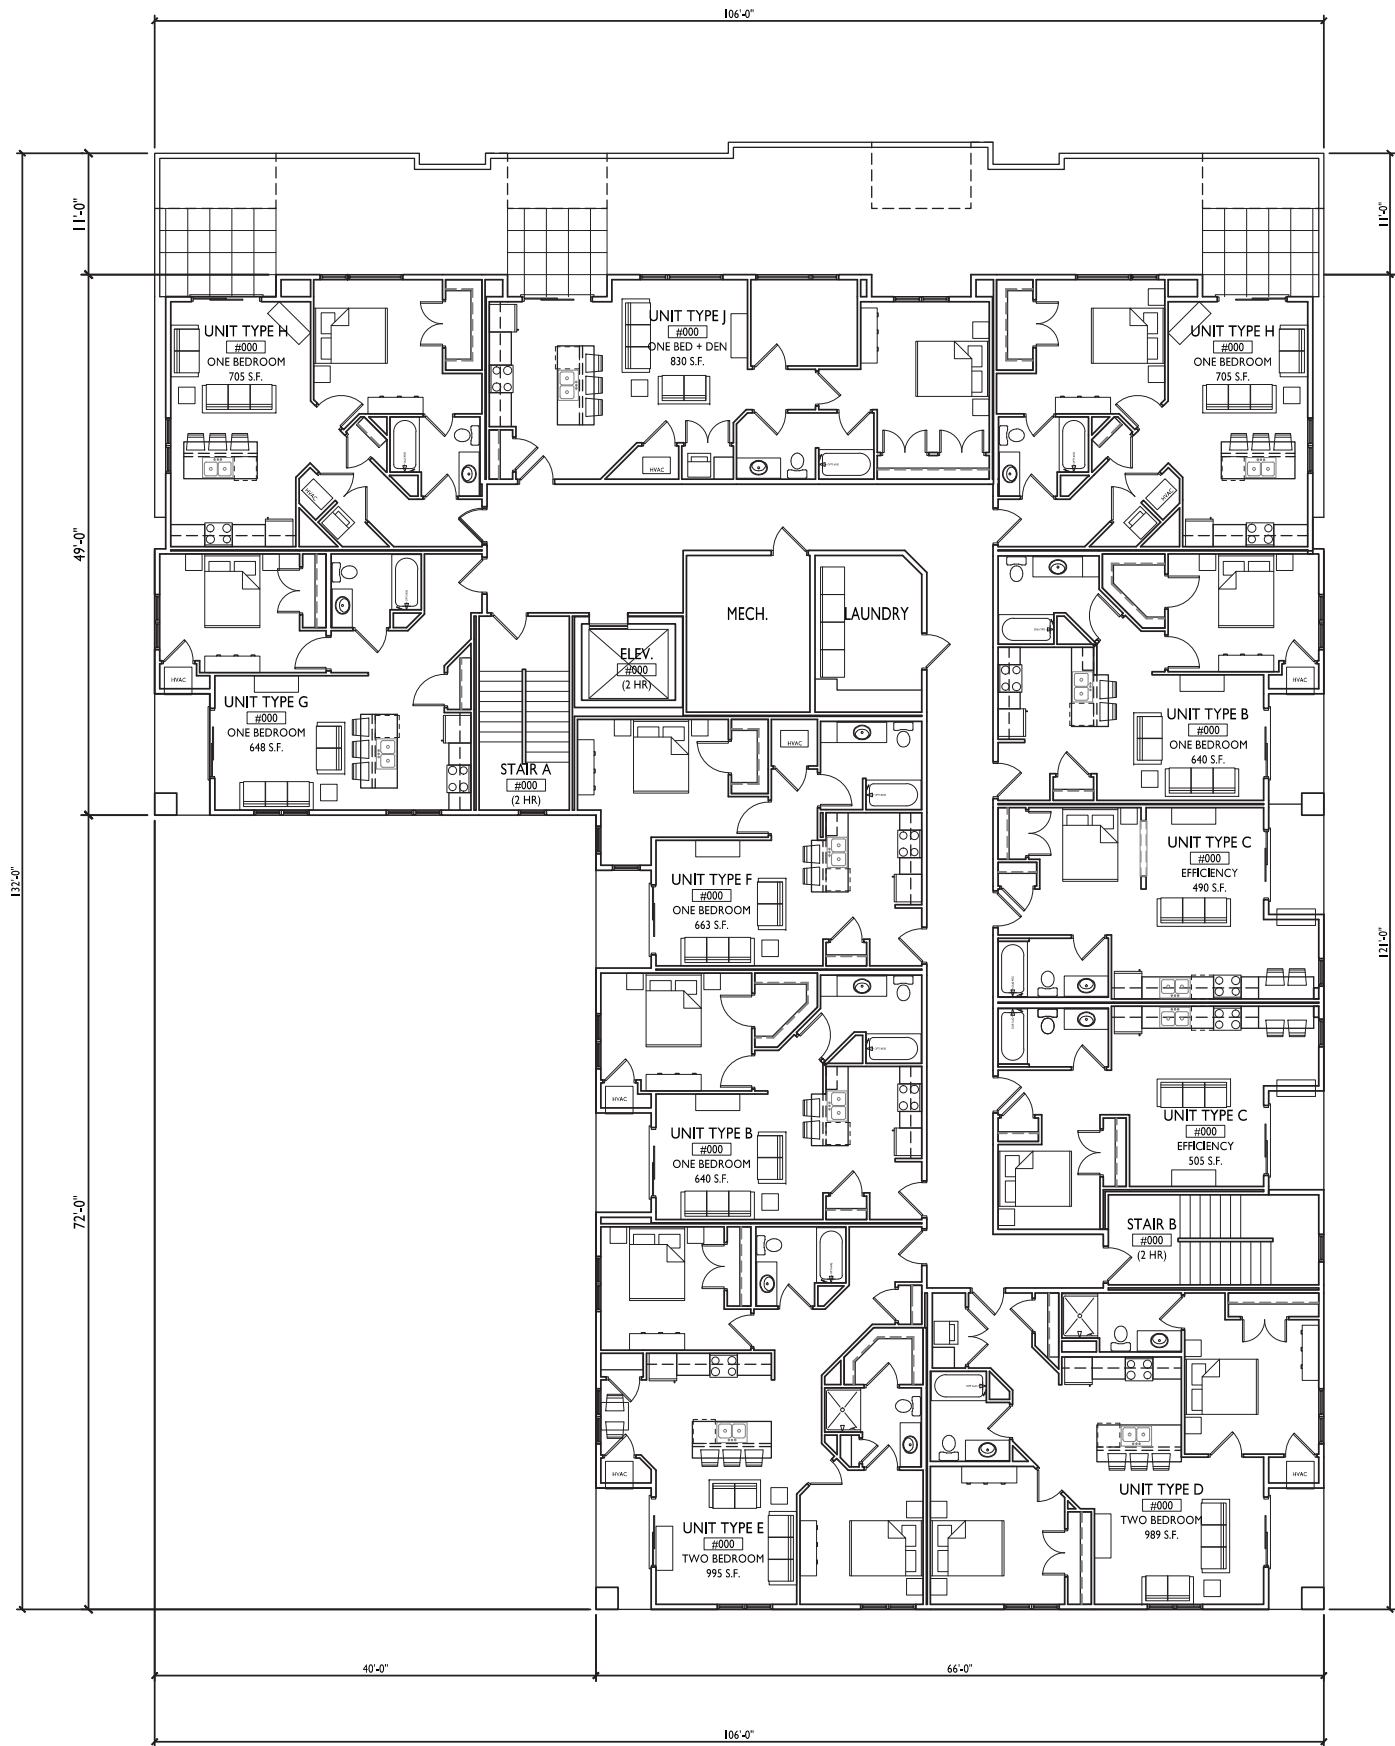 106'-0"
11'-0"
11'-0"
UNIT TYPE H
#000
ONE BEDROOM
705 S.F.
UNIT TYPE J
#000
ONE BED + DEN
830 S.F.
UNIT TYPE H
#000
ONE BEDROOM
705 S.F.
HVAC
HVAC
HVAC
49'-0"
MECH.
LAUNDRY
ELEV.
#000
(2 HR)
HVAC
HVAC
UNIT TYPE G
#000
ONE BEDROOM
648 S.F.
UNIT TYPE B
#000
ONE BEDROOM
640 S.F.
HVAC
STAIR A
#000
(2 HR)
132'-0"
UNIT TYPE F
#000
ONE BEDROOM
663 S.F.
UNIT TYPE C
#000
EFFICIENCY
490 S.F.
121'-0"
HVAC
UNIT TYPE B
#000
ONE BEDROOM
640 S.F.
UNIT TYPE C
#000
EFFICIENCY
505 S.F.
72'-0"
STAIR B
#000
(2 HR)
HVAC
HVAC
UNIT TYPE E
#000
TWO BEDROOM
995 S.F.
UNIT TYPE D
#000
TWO BEDROOM
989 S.F.
40'-0"
66'-0"
106'-0"